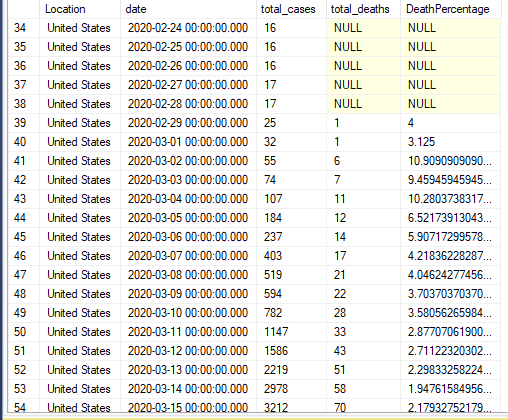 Location date total_cases total_deaths DeathPercentage
34 United States 2020-02-24 00:00:00.000 16 NULL NULL
35 United States 2020-02-25 00:00:00.000 16 NULL NULL
36 United States 2020-02-26 00:00:00.000 16 NULL NULL
37 United States 2020-02-27 00:00:00.000 17 NULL NULL
38 United States 2020-02-28 00:00:00.000 17 NULL NULL
39 United States 2020-02-29 00:00:00.000 25 1 4
40 United States 2020-03-01 00:00:00.000 32 1 3.125
41 United States 2020-03-02 00:00:00.000 55 6 10.9090909090...
42 United States 2020-03-03 00:00:00.000 74 7 9.45945945945...
43 United States 2020-03-04 00:00:00.000 107 11 10.2803738317...
44 United States 2020-03-05 00:00:00.000 184 12 6.52173913043...
45 United States 2020-03-06 00:00:00.000 237 14 5.90717299578...
46 United States 2020-03-07 00:00:00.000 403 17 4.21836228287...
47 United States 2020-03-08 00:00:00.000 519 21 4.04624277456...
48 United States 2020-03-09 00:00:00.000 594 22 3.70370370370...
49 United States 2020-03-10 00:00:00.000 782 28 3.58056265984...
50 United States 2020-03-11 00:00:00.000 1147 33 2.87707061900...
51 United States 2020-03-12 00:00:00.000 1586 43 2.71122320302...
52 United States 2020-03-13 00:00:00.000 2219 51 2.29833258224...
53 United States 2020-03-14 00:00:00.000 2978 58 1.94761584956...
54 United States 2020-03-15 00:00:00.000 3212 70 2.17932752179...